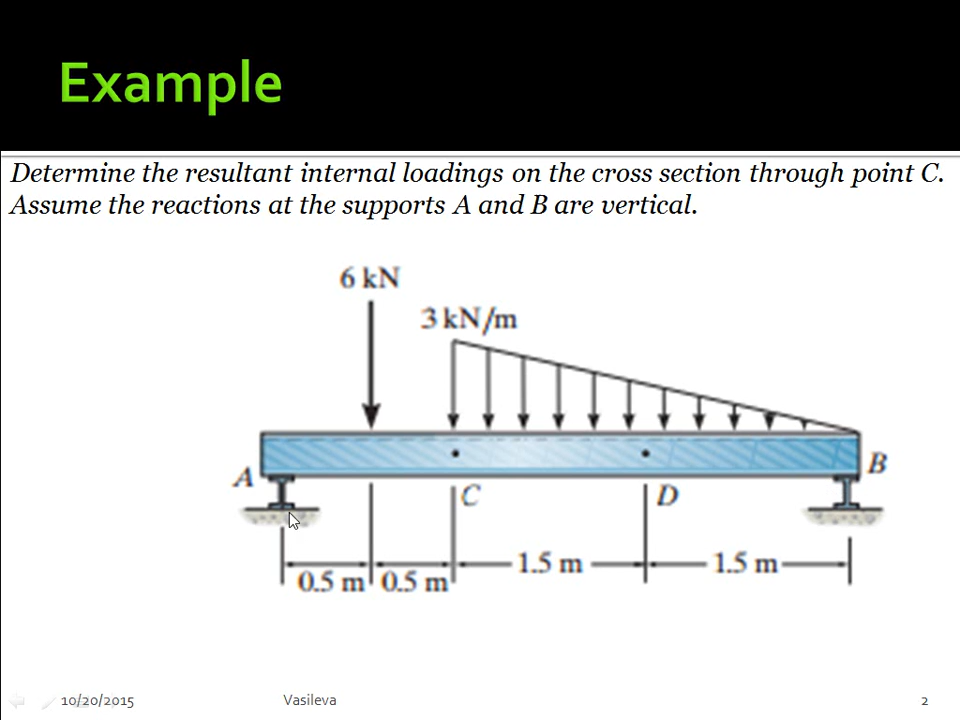 Example
Determine the resultant internal loadings on the cross section through point C.
Assume the reactions at the supports A and B are vertical.
6 kN
3 kN/m
A
B
C
D
0.5 m
0.5 m
1.5 m
1.5 m
10/20/2015
Vasileva
2